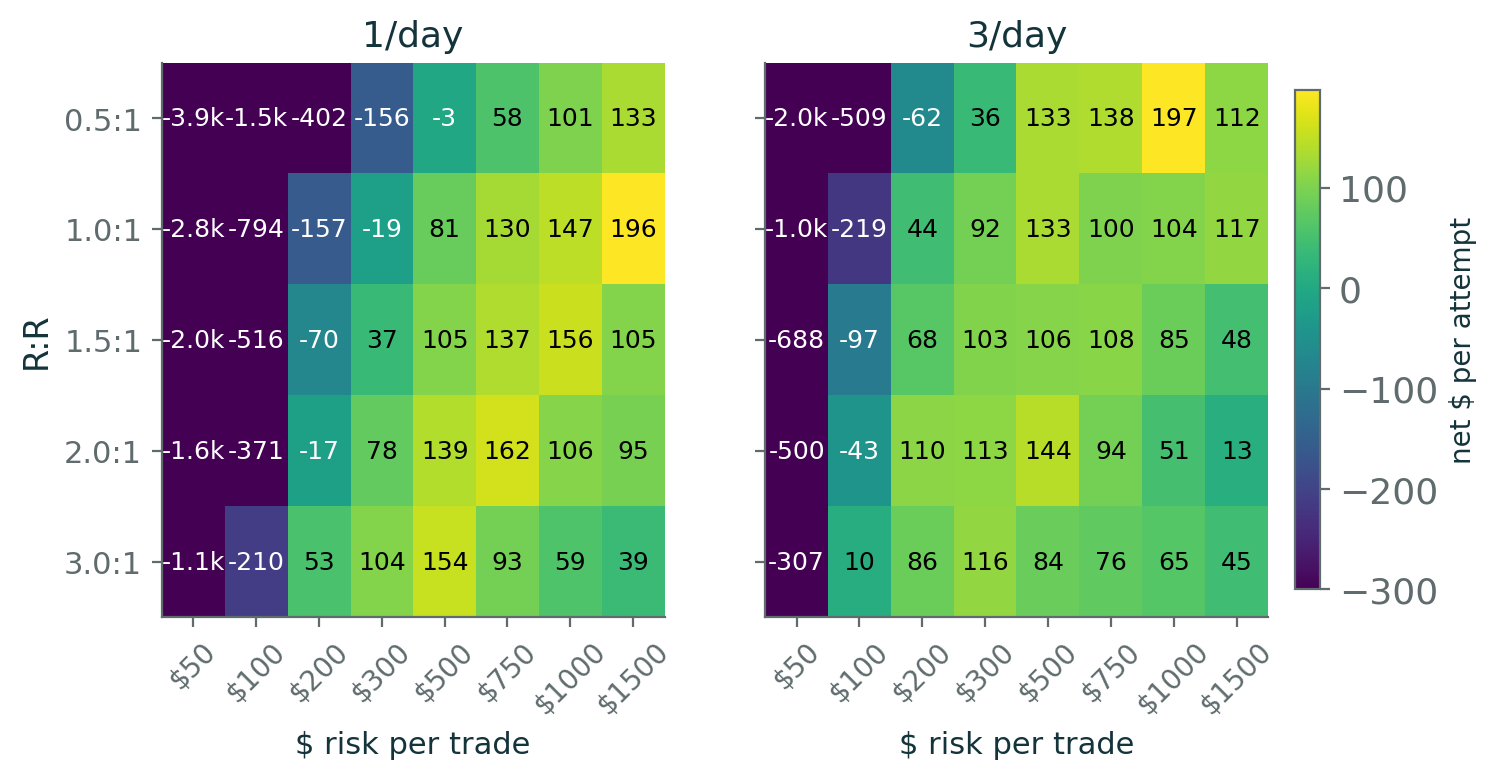 1/day
3/day
R:R
0.5:1 -3.9k -1.5k -402 -156 -3 58 101 133
1.0:1 -2.8k -794 -157 -19 81 130 147 196
1.5:1 -2.0k -516 -70 37 105 137 156 105
2.0:1 -1.6k -371 -17 78 139 162 106 95
3.0:1 -1.1k -210 53 104 154 93 59 39
$50 $100 $200 $300 $500 $750 $1000 $1500
$ risk per trade
-2.0k -509 -62 36 133 138 197 112
-1.0k -219 44 92 133 100 104 117
-688 -97 68 103 106 108 85 48
-500 -43 110 113 144 94 51 13
-307 10 86 116 84 76 65 45
$50 $100 $200 $300 $500 $750 $1000 $1500
$ risk per trade
100
0
−100
−200
−300
net $ per attempt